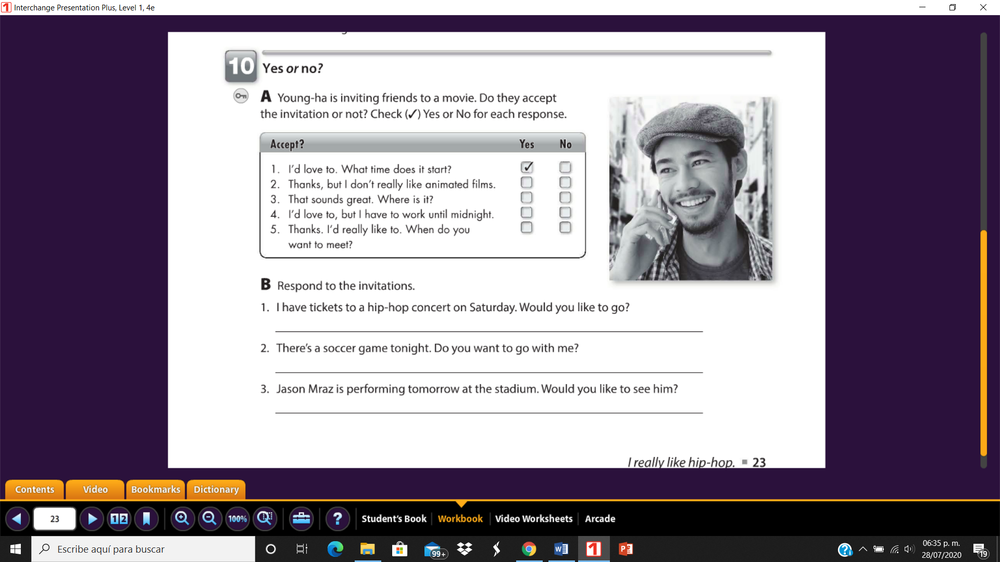 Interchange Presentation Plus, Level 1, 4e
10 Yes or no?
A Young-ha is inviting friends to a movie. Do they accept
the invitation or not? Check (✓) Yes or No for each response.
Accept? Yes No
1. I'd love to. What time does it start? ✓
2. Thanks, but I don't really like animated films.
3. That sounds great. Where is it?
4. I'd love to, but I have to work until midnight.
5. Thanks. I'd really like to. When do you
want to meet?
B Respond to the invitations.
1. I have tickets to a hip-hop concert on Saturday. Would you like to go?
2. There's a soccer game tonight. Do you want to go with me?
3. Jason Mraz is performing tomorrow at the stadium. Would you like to see him?
I really like hip-hop. ■ 23
Contents Video Bookmarks Dictionary
23 12 100% ? Student's Book Workbook Video Worksheets Arcade
Escribe aquí para buscar 99+ 06:35 p. m.
28/07/2020 19